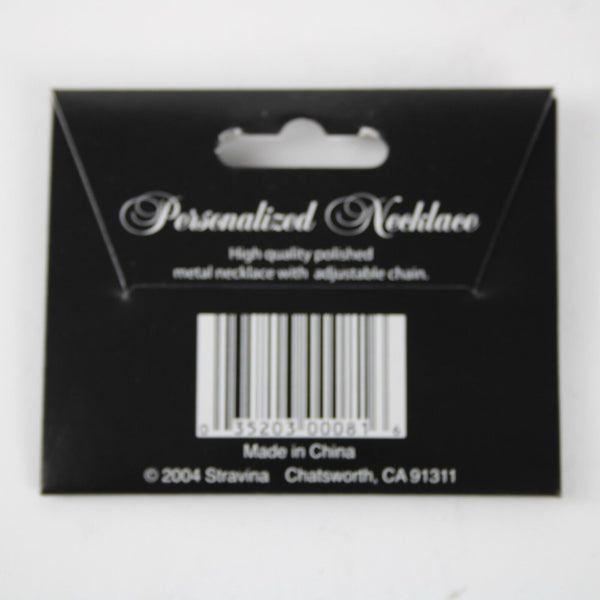 Personalized Necklace
High quality polished
metal necklace with adjustable chain.
0 35203 00081 6
Made in China
© 2004 Stravina Chatsworth, CA 91311